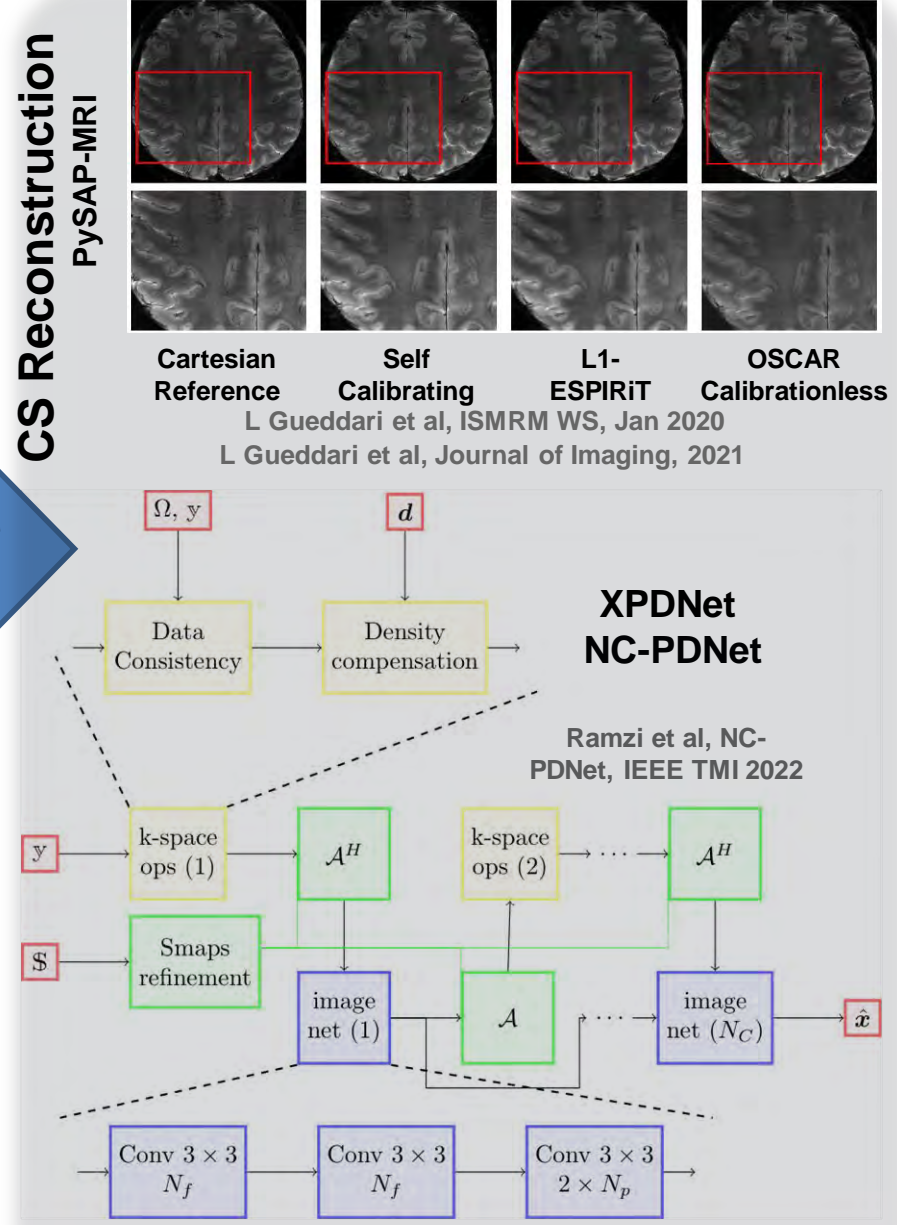 CS Reconstruction
PySAP-MRI
Cartesian
Reference
Self
Calibrating
L1-
ESPIRiT
OSCAR
Calibrationless
L Gueddari et al, ISMRM WS, Jan 2020
L Gueddari et al, Journal of Imaging, 2021
Ω, 𝕪
d
Data
Consistency
Density
compensation
XPDNet
NC-PDNet
Ramzi et al, NC-
PDNet, IEEE TMI 2022
𝕪
k-space
ops (1)
𝒜^H
k-space
ops (2)
· · ·
𝒜^H
$
Smaps
refinement
image
net (1)
𝒜
· · ·
image
net (N_C)
x̂
Conv 3 × 3
N_f
Conv 3 × 3
N_f
Conv 3 × 3
2 × N_p